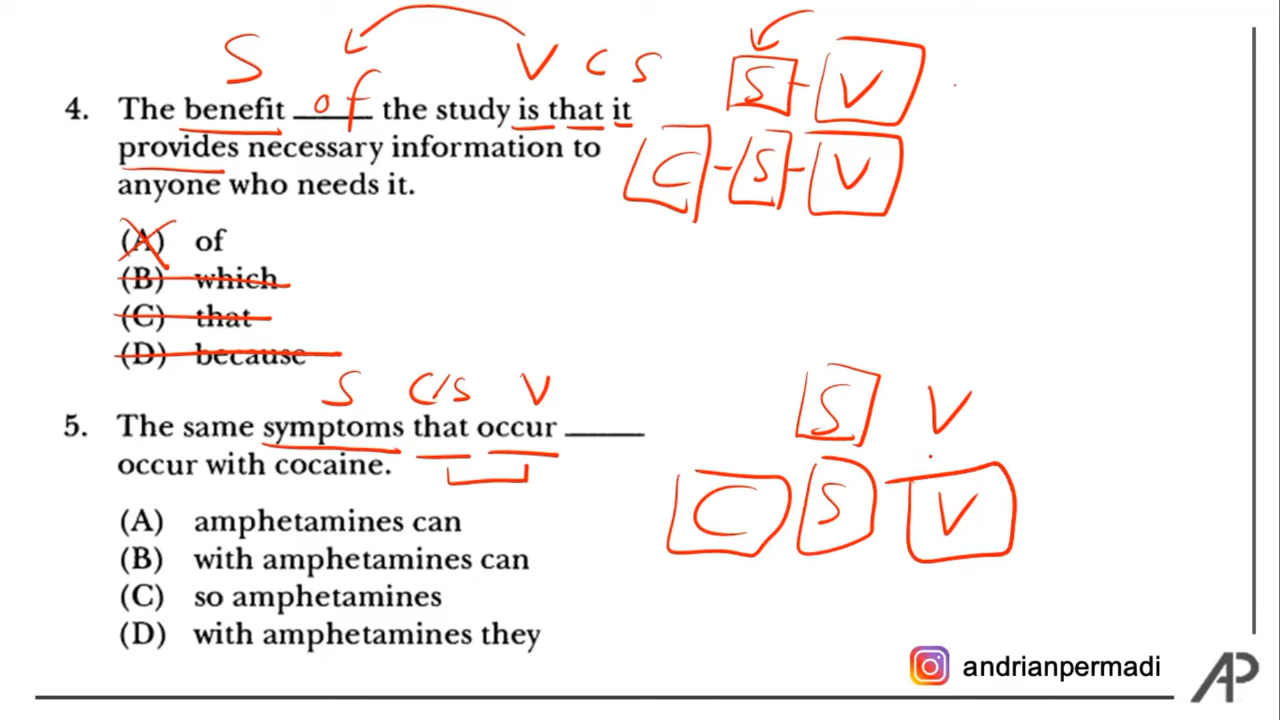 S V C S S - V
4. The benefit of the study is that it
provides necessary information to
C - S - V
anyone who needs it.
(A) of
(B) which
(C) that
(D) because
S C/S V S V
5. The same symptoms that occur ______
occur with cocaine.
C S V
(A) amphetamines can
(B) with amphetamines can
(C) so amphetamines
(D) with amphetamines they
andrianpermadi
AP